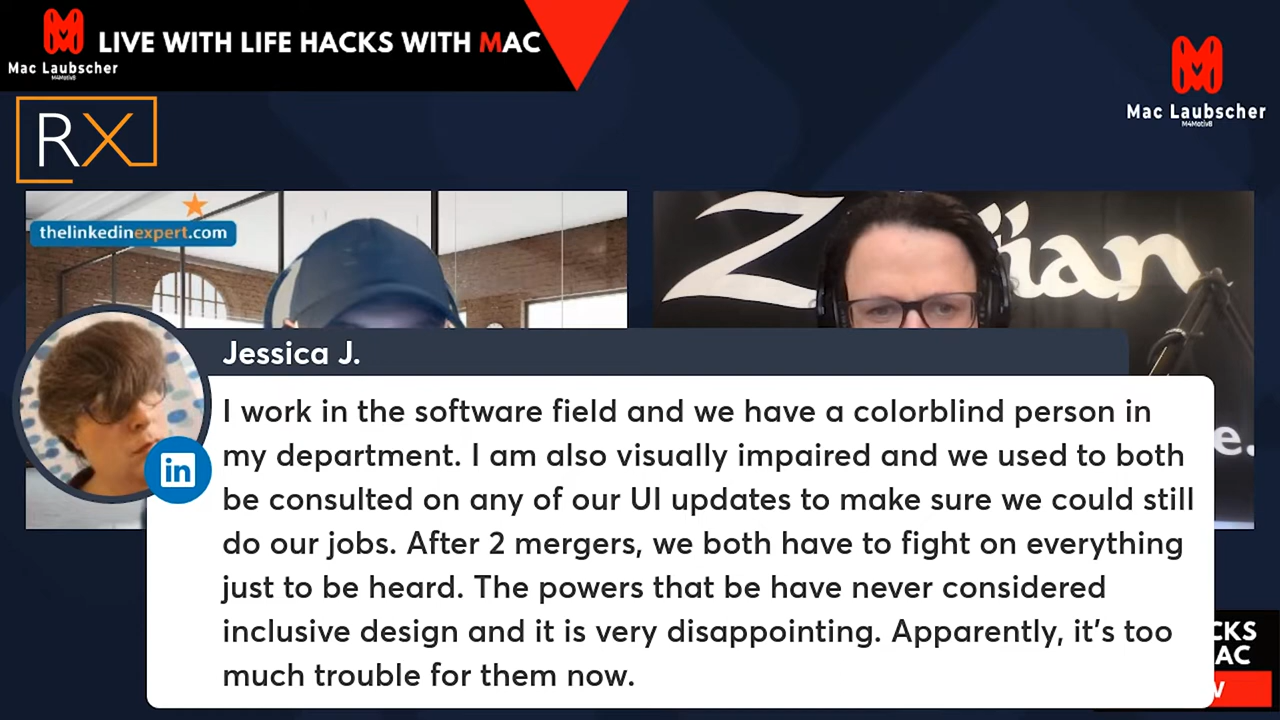 LIVE WITH LIFE HACKS WITH MAC
Mac Laubscher
M4MotivB
Mac Laubscher
M4MotivB
RX
thelinkedinexpert.com
Jessica J.
in
I work in the software field and we have a colorblind person in
my department. I am also visually impaired and we used to both
be consulted on any of our UI updates to make sure we could still
do our jobs. After 2 mergers, we both have to fight on everything
just to be heard. The powers that be have never considered
inclusive design and it is very disappointing. Apparently, it's too
much trouble for them now.